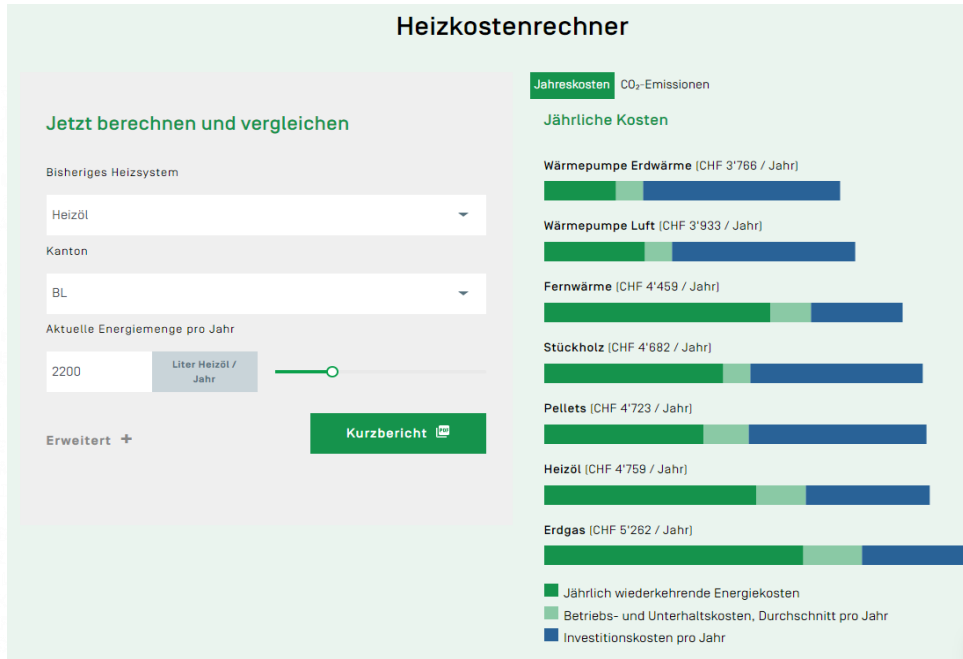 Heizkostenrechner
Jetzt berechnen und vergleichen
Bisheriges Heizsystem
Heizöl
Kanton
BL
Aktuelle Energiemenge pro Jahr
2200
Liter Heizöl /
Jahr
Erweitert +
Kurzbericht PDF
Jahreskosten CO₂-Emissionen
Jährliche Kosten
Wärmepumpe Erdwärme (CHF 3'766 / Jahr)
Wärmepumpe Luft (CHF 3'933 / Jahr)
Fernwärme (CHF 4'459 / Jahr)
Stückholz (CHF 4'682 / Jahr)
Pellets (CHF 4'723 / Jahr)
Heizöl (CHF 4'759 / Jahr)
Erdgas (CHF 5'262 / Jahr)
Jährlich wiederkehrende Energiekosten
Betriebs- und Unterhaltskosten, Durchschnitt pro Jahr
Investitionskosten pro Jahr